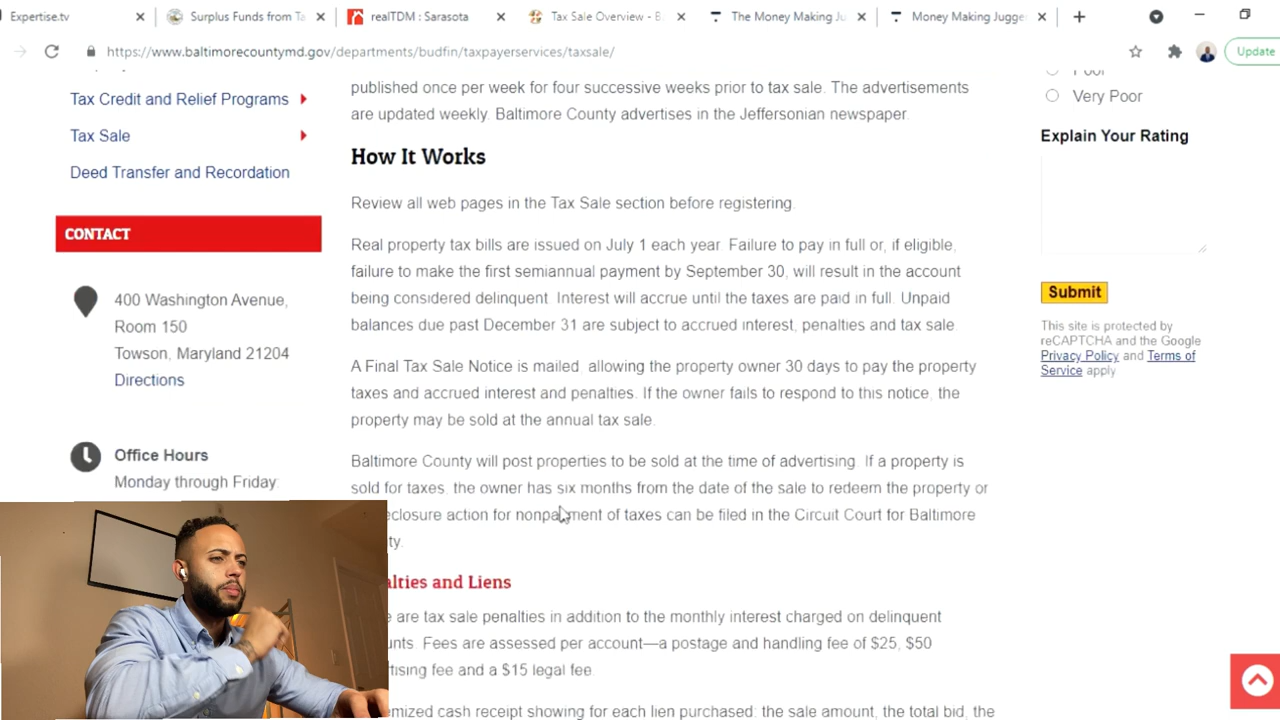 Expertise.tv
Surplus Funds from Ta
realTDM : Sarasota
Tax Sale Overview - B
The Money Making Ju
Money Making Jugge
https://www.baltimorecountymd.gov/departments/budfin/taxpayerservices/taxsale/
Update
Tax Credit and Relief Programs
Tax Sale
Deed Transfer and Recordation
CONTACT
400 Washington Avenue,
Room 150
Towson, Maryland 21204
Directions
Office Hours
Monday through Friday:
published once per week for four successive weeks prior to tax sale. The advertisements
are updated weekly. Baltimore County advertises in the Jeffersonian newspaper.
How It Works
Review all web pages in the Tax Sale section before registering.
Real property tax bills are issued on July 1 each year. Failure to pay in full or, if eligible,
failure to make the first semiannual payment by September 30, will result in the account
being considered delinquent. Interest will accrue until the taxes are paid in full. Unpaid
balances due past December 31 are subject to accrued interest, penalties and tax sale
A Final Tax Sale Notice is mailed allowing the property owner 30 days to pay the property
taxes and accrued interest and penalties. If the owner fails to respond to this notice, the
property may be sold at the annual tax sale.
Baltimore County will post properties to be sold at the time of advertising. If a property is
sold for taxes, the owner has six months from the date of the sale to redeem the property or
eclosure action for nonpayment of taxes can be filed in the Circuit Court for Baltimore
ty.
alties and Liens
e are tax sale penalties in addition to the monthly interest charged on delinquent
unts. Fees are assessed per account—a postage and handling fee of $25, $50
tising fee and a $15 legal fee.
emized cash receipt showing for each lien purchased: the sale amount, the total bid, the
Poor
Very Poor
Explain Your Rating
Submit
This site is protected by
reCAPTCHA and the Google
Privacy Policy and Terms of
Service apply